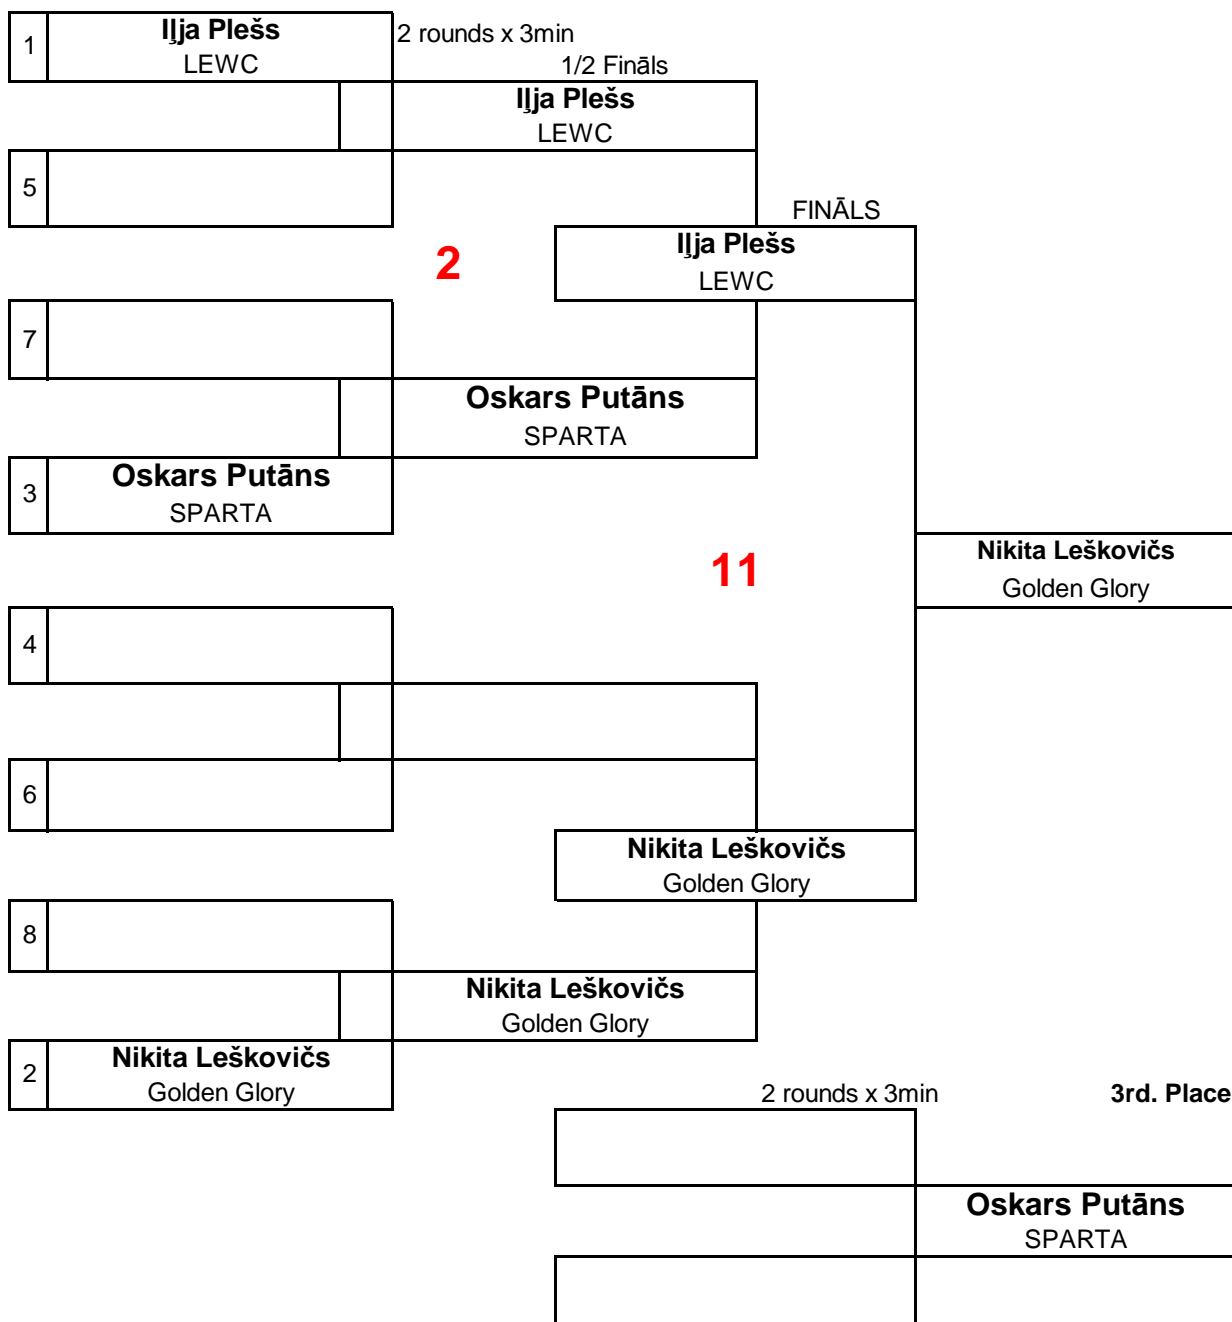 1
Iļja Plešs
LEWC
2 rounds x 3min
1/2 Fināls
Iļja Plešs
LEWC
5
FINĀLS
Iļja Plešs
LEWC
2
7
Oskars Putāns
SPARTA
3
Oskars Putāns
SPARTA
11
Nikita Leškovičs
Golden Glory
4
6
Nikita Leškovičs
Golden Glory
8
Nikita Leškovičs
Golden Glory
2
Nikita Leškovičs
Golden Glory
2 rounds x 3min
3rd. Place
Oskars Putāns
SPARTA